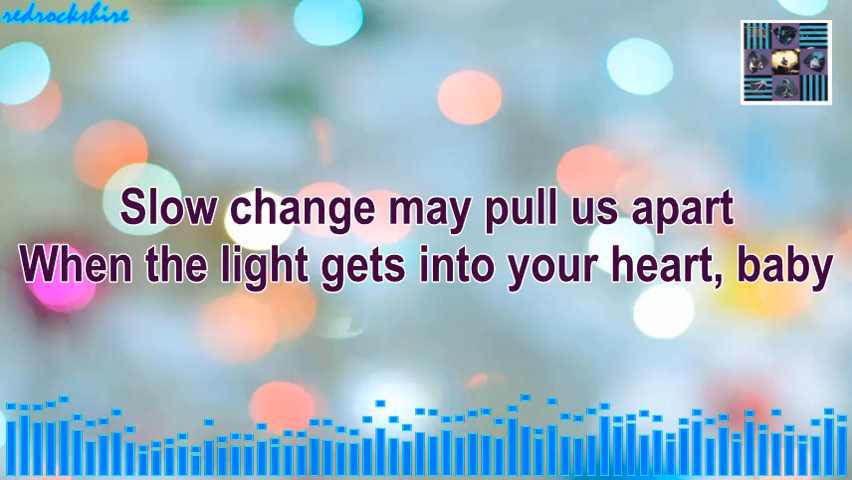 redrockshire
Slow change may pull us apart
When the light gets into your heart, baby